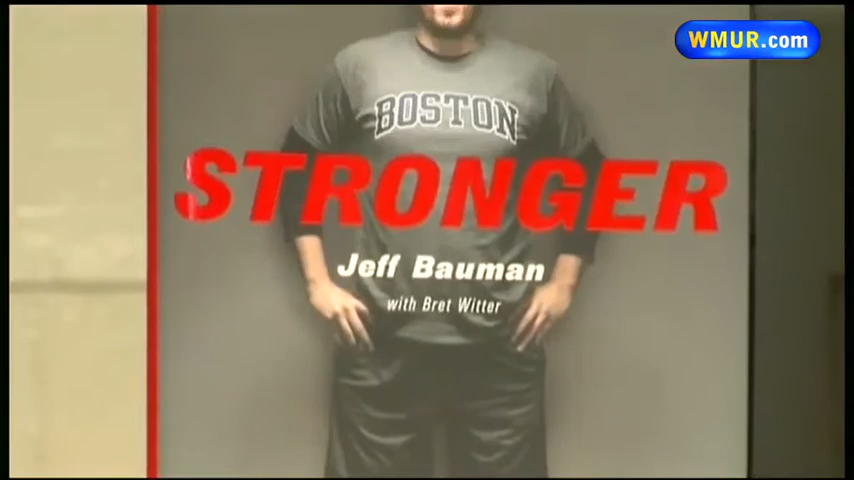 WMUR.com
BOSTON
STRONGER
Jeff Bauman
with Bret Witter